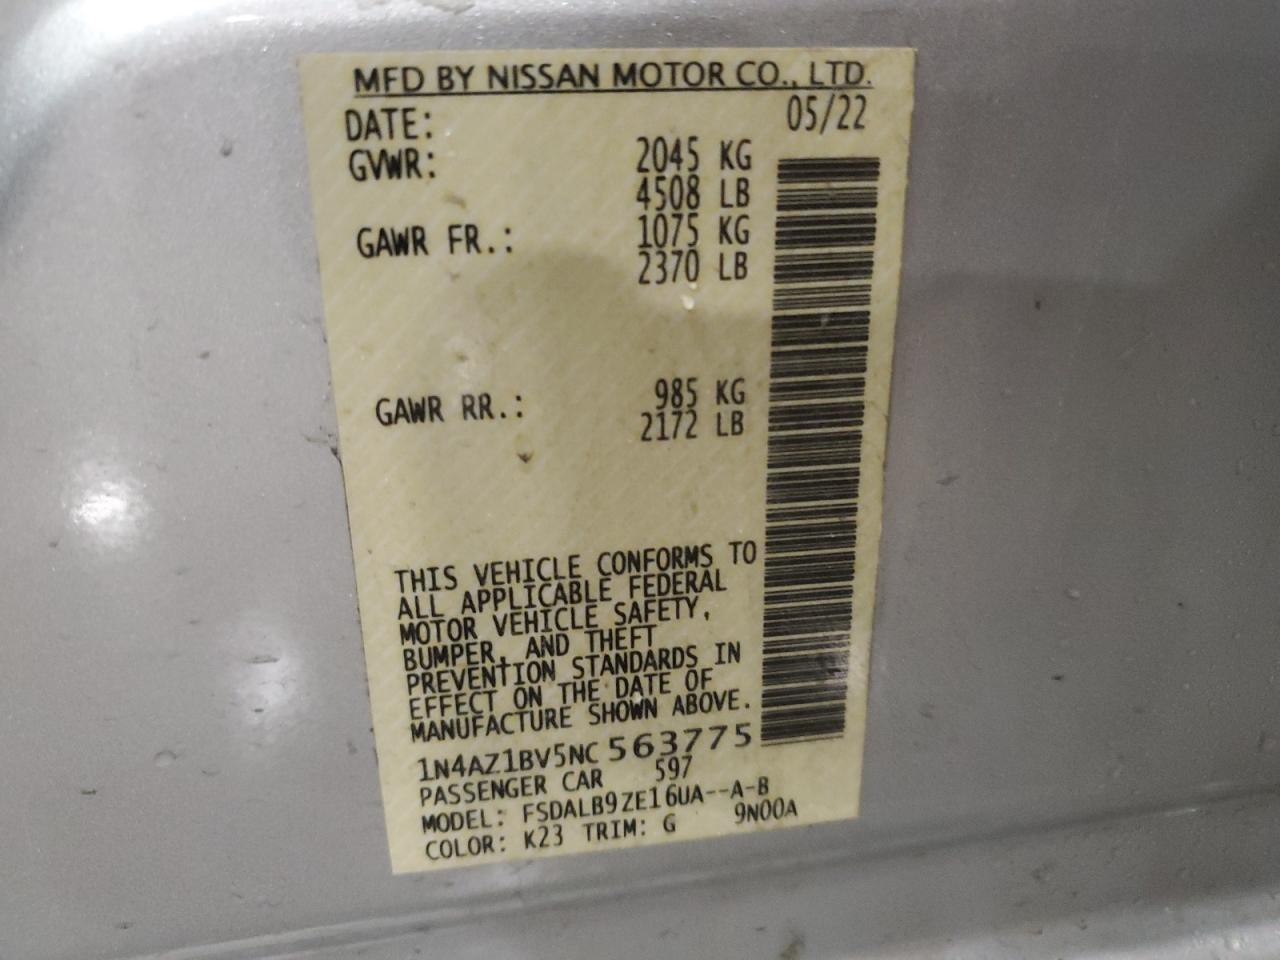 MFD BY NISSAN MOTOR CO., LTD.
DATE: 05/22
GVWR: 2045 KG
4508 LB
GAWR FR.: 1075 KG
2370 LB
GAWR RR.: 985 KG
2172 LB
THIS VEHICLE CONFORMS TO
ALL APPLICABLE FEDERAL
MOTOR VEHICLE SAFETY,
BUMPER, AND THEFT
PREVENTION STANDARDS IN
EFFECT ON THE DATE OF
MANUFACTURE SHOWN ABOVE.
1N4AZ1BV5NC 563775
PASSENGER CAR 597
MODEL: FSDALB9ZE16UA--A-B
COLOR: K23 TRIM: G 9N00A